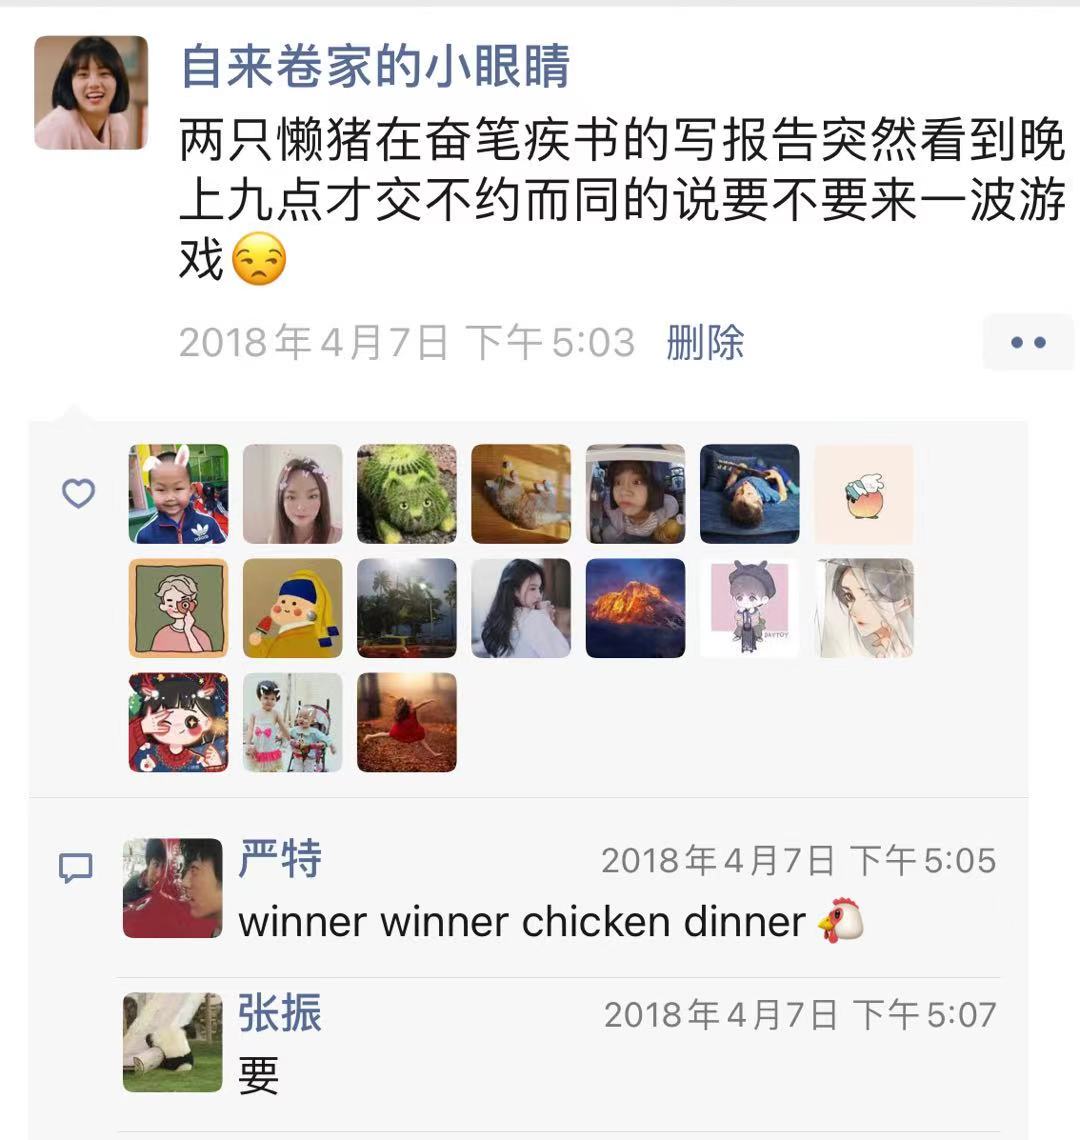 自来卷家的小眼睛
两只懒猪在奋笔疾书的写报告突然看到晚
上九点才交不约而同的说要不要来一波游
戏😒
2018年4月7日 下午5:03 删除
严特 2018年4月7日 下午5:05
winner winner chicken dinner 🐔
张振 2018年4月7日 下午5:07
要